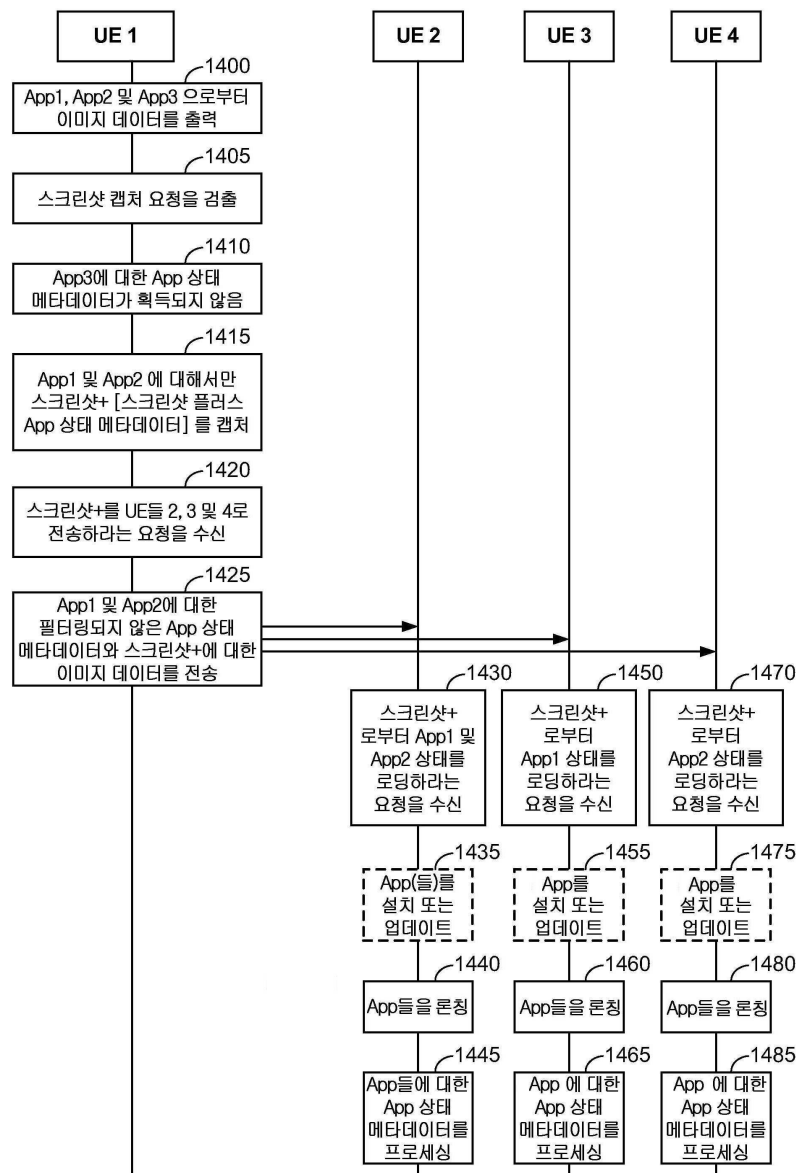 UE 1
UE 2
UE 3
UE 4
1400
App1, App2 및 App3 으로부터
이미지 데이터를 출력
1405
스크린샷 캡처 요청을 검출
1410
App3에 대한 App 상태
메타데이터가 획득되지 않음
1415
App1 및 App2 에 대해서만
스크린샷+ [스크린샷 플러스
App 상태 메타데이터] 를 캡처
1420
스크린샷+를 UE들 2, 3 및 4로
전송하라는 요청을 수신
1425
App1 및 App2에 대한
필터링되지 않은 App 상태
메타데이터와 스크린샷+에 대한
이미지 데이터를 전송
1430
스크린샷+
로부터 App1 및
App2 상태를
로딩하라는
요청을 수신
1450
스크린샷+
로부터
App1 상태를
로딩하라는
요청을 수신
1470
스크린샷+
로부터
App2 상태를
로딩하라는
요청을 수신
1435
App(들)를
설치 또는
업데이트
1455
App를
설치 또는
업데이트
1475
App를
설치 또는
업데이트
1440
App들을 론칭
1460
App들을 론칭
1480
App들을 론칭
1445
App들에 대한
App 상태
메타데이터를
프로세싱
1465
App 에 대한
App 상태
메타데이터를
프로세싱
1485
App 에 대한
App 상태
메타데이터를
프로세싱